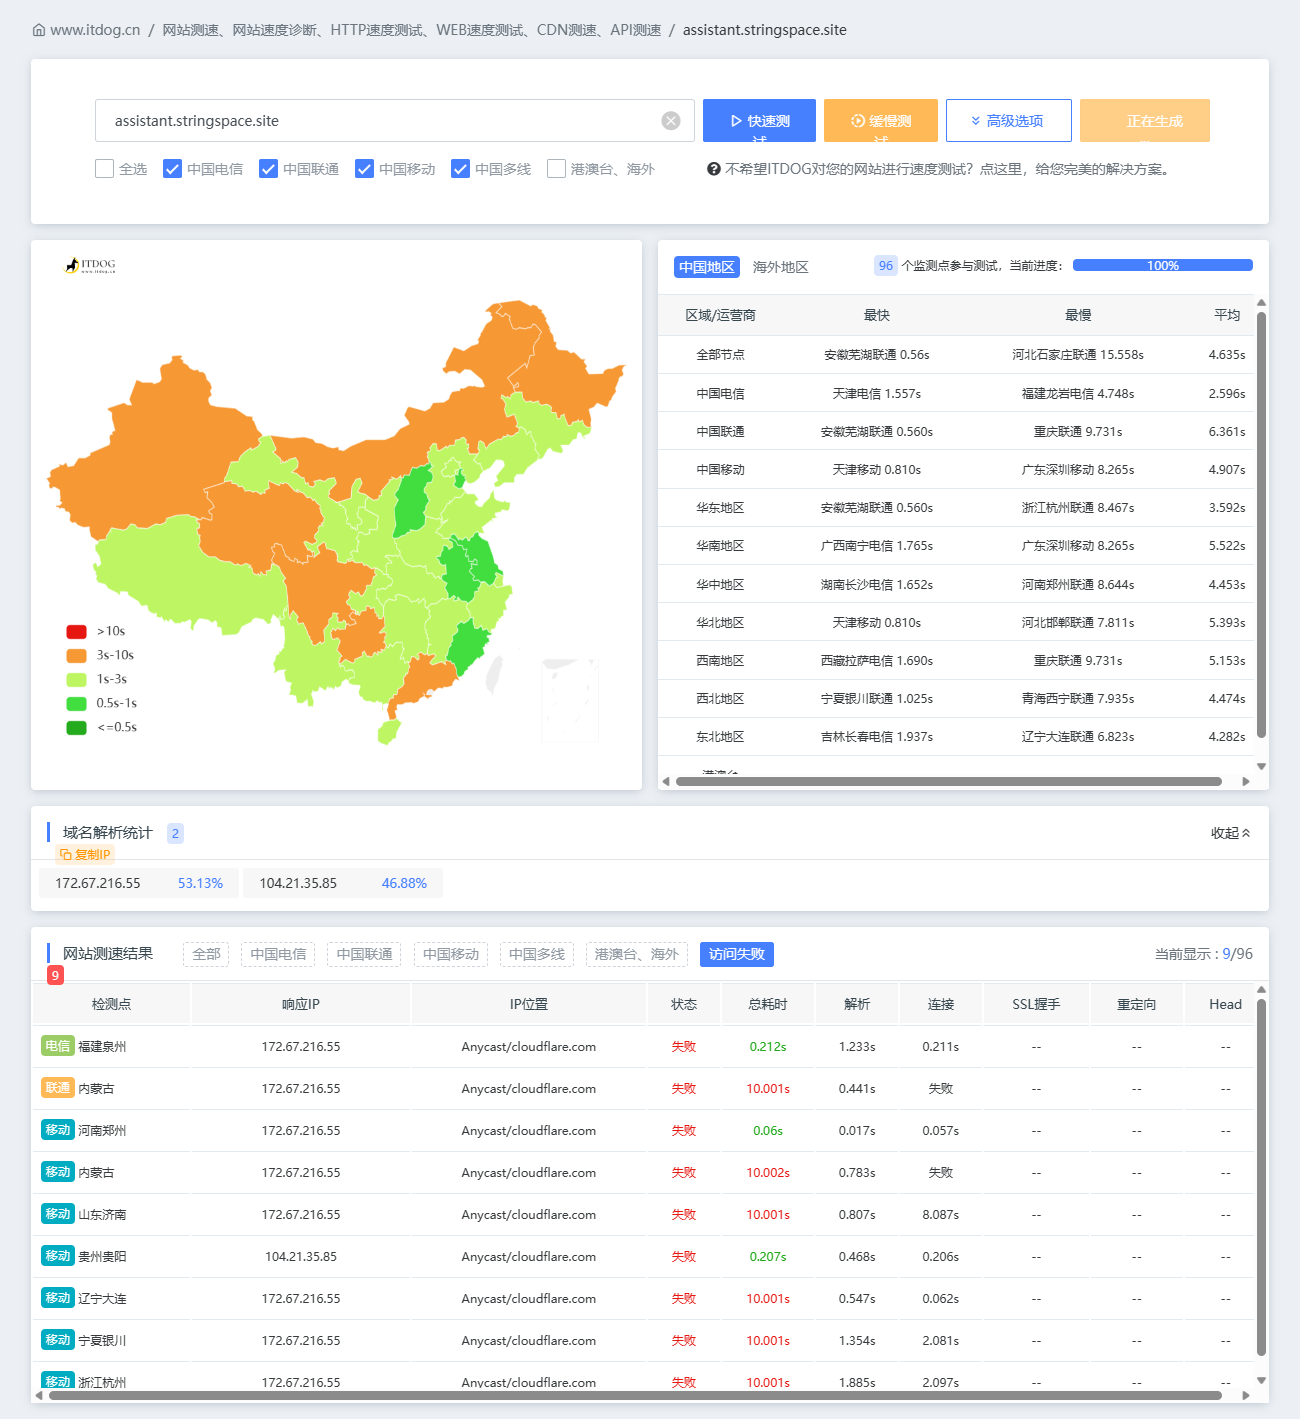 www.itdog.cn / 网站测速、网站速度诊断、HTTP速度测试、WEB速度测试、CDN测速、API测速 / assistant.stringspace.site
assistant.stringspace.site
快速测试
缓慢测试
高级选项
正在生成
全选 中国电信 中国联通 中国移动 中国多线 港澳台、海外
不希望ITDOG对您的网站进行速度测试？点这里，给您完美的解决方案。
ITDOG
www.itdog.cn
>10s
3s-10s
1s-3s
0.5s-1s
<=0.5s
中国地区 海外地区 96 个监测点参与测试，当前进度： 100%
区域/运营商 最快 最慢 平均
全部节点 安徽芜湖联通 0.56s 河北石家庄联通 15.558s 4.635s
中国电信 天津电信 1.557s 福建龙岩电信 4.748s 2.596s
中国联通 安徽芜湖联通 0.560s 重庆联通 9.731s 6.361s
中国移动 天津移动 0.810s 广东深圳移动 8.265s 4.907s
华东地区 安徽芜湖联通 0.560s 浙江杭州联通 8.467s 3.592s
华南地区 广西南宁电信 1.765s 广东深圳移动 8.265s 5.522s
华中地区 湖南长沙电信 1.652s 河南郑州联通 8.644s 4.453s
华北地区 天津移动 0.810s 河北邯郸联通 7.811s 5.393s
西南地区 西藏拉萨电信 1.690s 重庆联通 9.731s 5.153s
西北地区 宁夏银川联通 1.025s 青海西宁联通 7.935s 4.474s
东北地区 吉林长春电信 1.937s 辽宁大连联通 6.823s 4.282s
港澳台
域名解析统计 2 收起
复制IP
172.67.216.55 53.13% 104.21.35.85 46.88%
网站测速结果 全部 中国电信 中国联通 中国移动 中国多线 港澳台、海外 访问失败 当前显示 : 9/96
9
检测点 响应IP IP位置 状态 总耗时 解析 连接 SSL握手 重定向 Head
电信 福建泉州 172.67.216.55 Anycast/cloudflare.com 失败 0.212s 1.233s 0.211s -- -- --
联通 内蒙古 172.67.216.55 Anycast/cloudflare.com 失败 10.001s 0.441s 失败 -- -- --
移动 河南郑州 172.67.216.55 Anycast/cloudflare.com 失败 0.06s 0.017s 0.057s -- -- --
移动 内蒙古 172.67.216.55 Anycast/cloudflare.com 失败 10.002s 0.783s 失败 -- -- --
移动 山东济南 172.67.216.55 Anycast/cloudflare.com 失败 10.001s 0.807s 8.087s -- -- --
移动 贵州贵阳 104.21.35.85 Anycast/cloudflare.com 失败 0.207s 0.468s 0.206s -- -- --
移动 辽宁大连 172.67.216.55 Anycast/cloudflare.com 失败 10.001s 0.547s 0.062s -- -- --
移动 宁夏银川 172.67.216.55 Anycast/cloudflare.com 失败 10.001s 1.354s 2.081s -- -- --
移动 浙江杭州 172.67.216.55 Anycast/cloudflare.com 失败 10.001s 1.885s 2.097s -- -- --